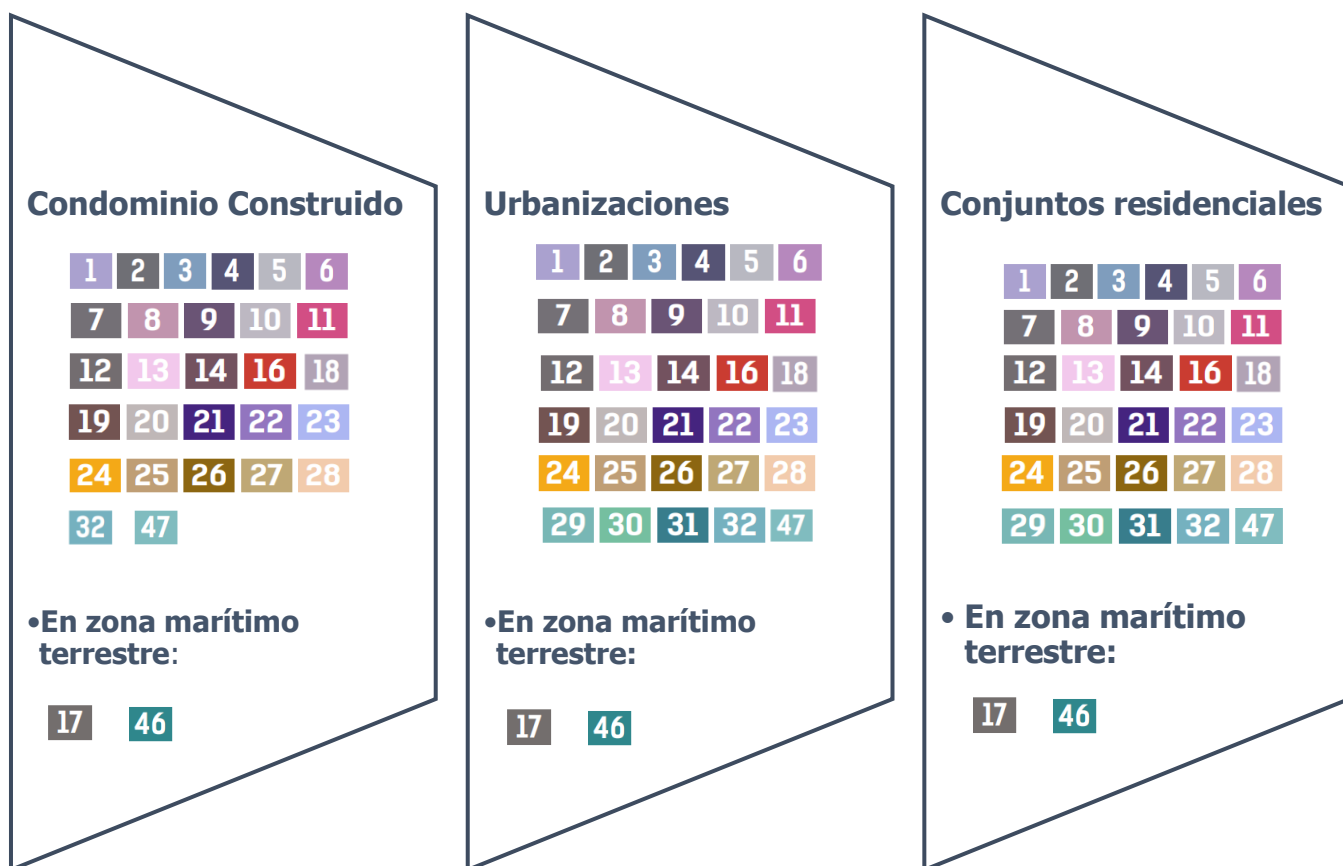 Condominio Construido
1 2 3 4 5 6
7 8 9 10 11
12 13 14 16 18
19 20 21 22 23
24 25 26 27 28
32 47
•En zona marítimo
terrestre:
17 46
Urbanizaciones
1 2 3 4 5 6
7 8 9 10 11
12 13 14 16 18
19 20 21 22 23
24 25 26 27 28
29 30 31 32 47
•En zona marítimo
terrestre:
17 46
Conjuntos residenciales
1 2 3 4 5 6
7 8 9 10 11
12 13 14 16 18
19 20 21 22 23
24 25 26 27 28
29 30 31 32 47
• En zona marítimo
terrestre:
17 46